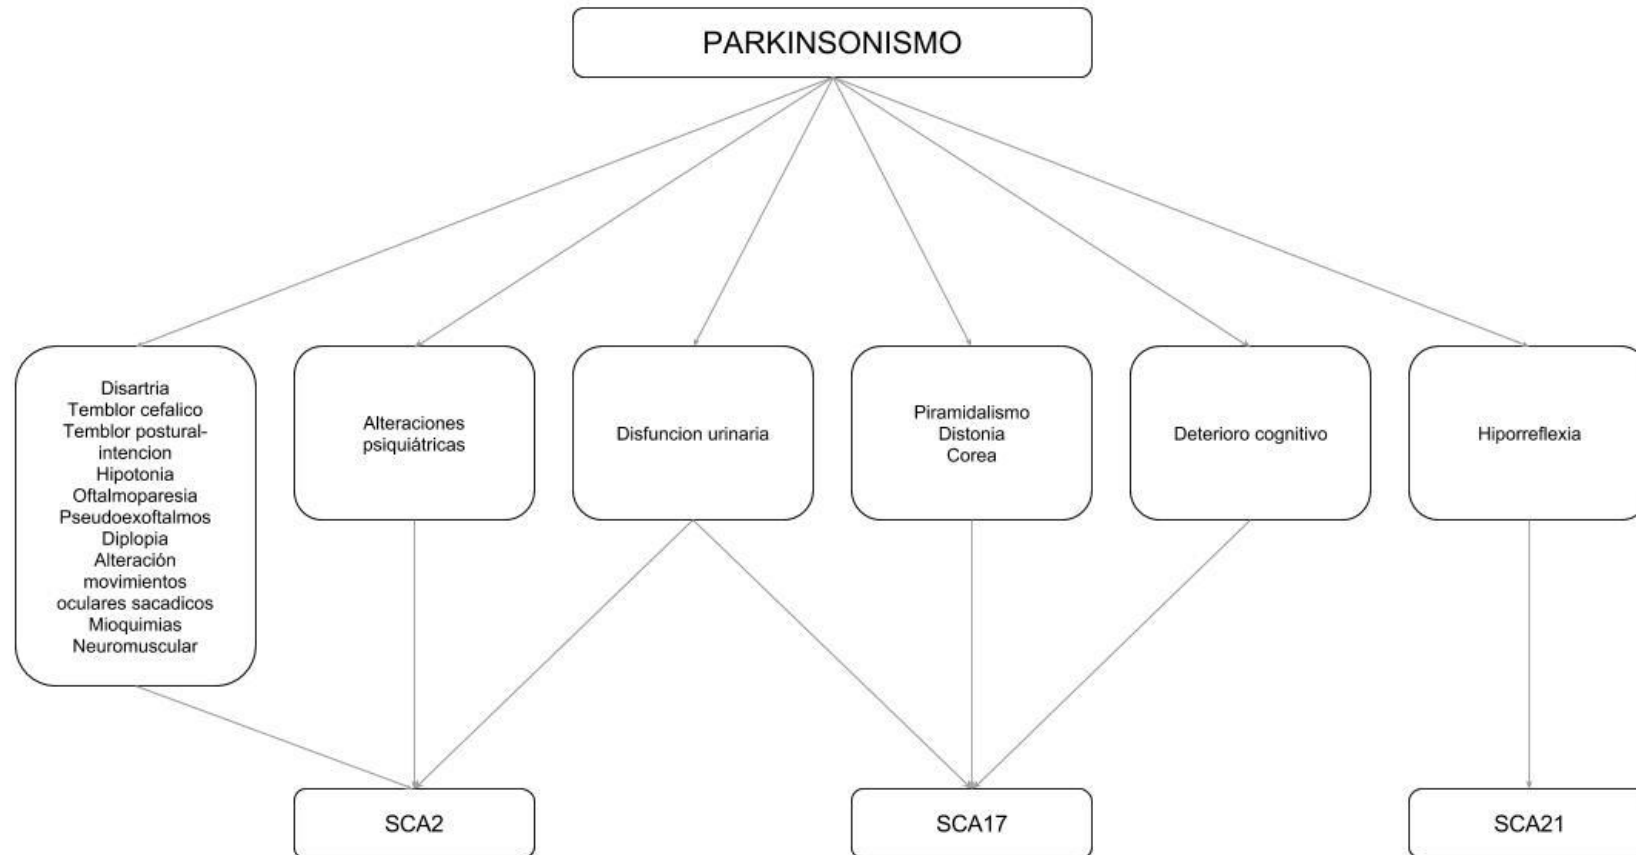 PARKINSONISMO
Disartria
Temblor cefalico
Temblor postural-
intencion
Hipotonia
Oftalmoparesia
Pseudoexoftalmos
Diplopia
Alteración
movimientos
oculares sacadicos
Mioquimias
Neuromuscular
Alteraciones
psiquiátricas
Disfuncion urinaria
Piramidalismo
Distonia
Corea
Deterioro cognitivo
Hiporreflexia
SCA2
SCA17
SCA21